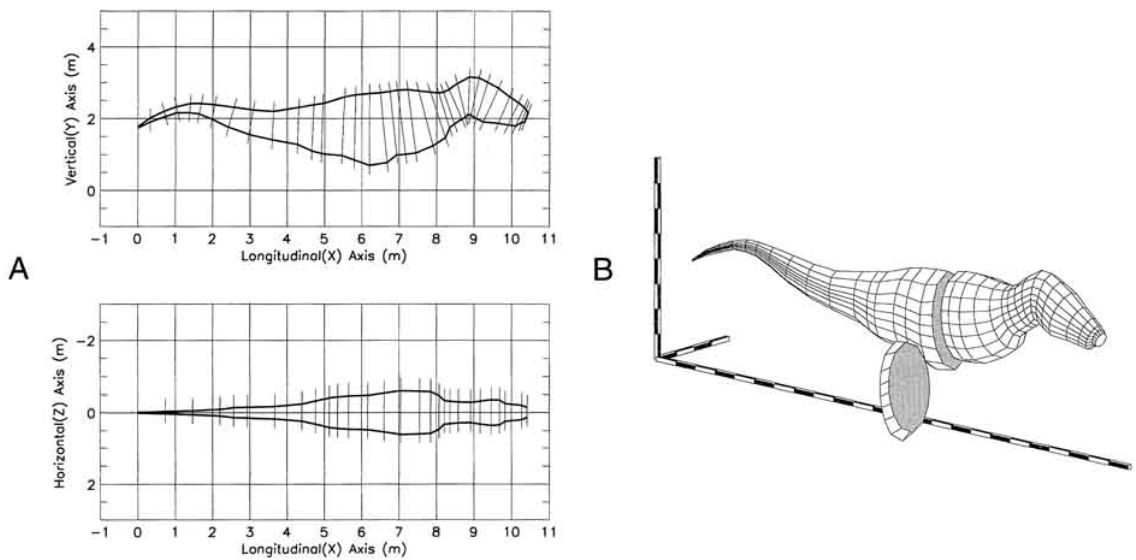 A
Vertical(Y) Axis (m)
4
2
0
−1 0 1 2 3 4 5 6 7 8 9 10 11
Longitudinal(X) Axis (m)
Horizontal(Z) Axis (m)
−2
0
2
−1 0 1 2 3 4 5 6 7 8 9 10 11
Longitudinal(X) Axis (m)
B